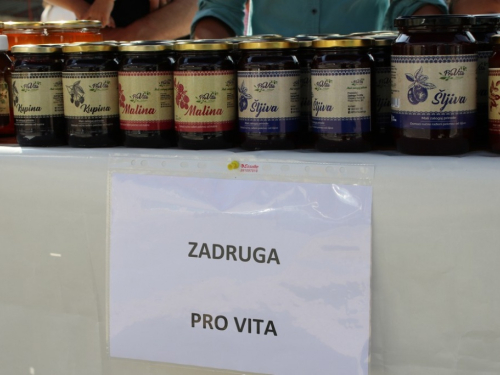 Kupina
Kupina
Malina
Malina
Šljiva
Šljiva
Šljiva
ZADRUGA
PRO VITA